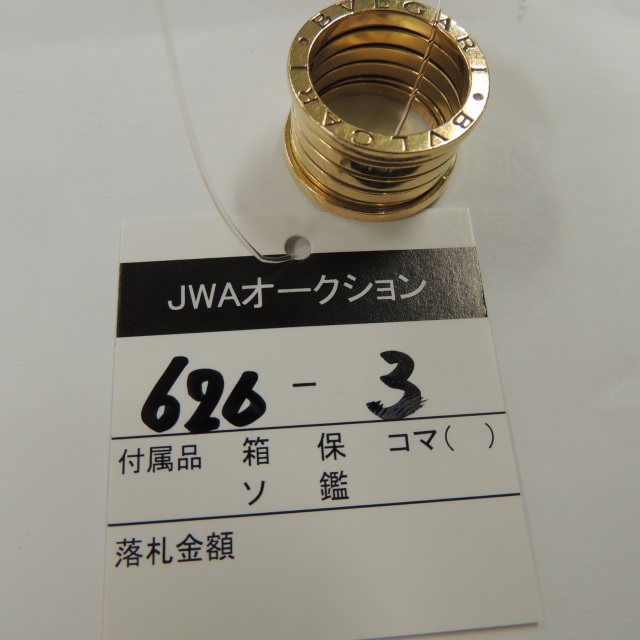 BVLGARI • BVLGARI •
JWAオークション
626 - 3
付属品 箱 保 コマ( )
ソ 鑑
落札金額